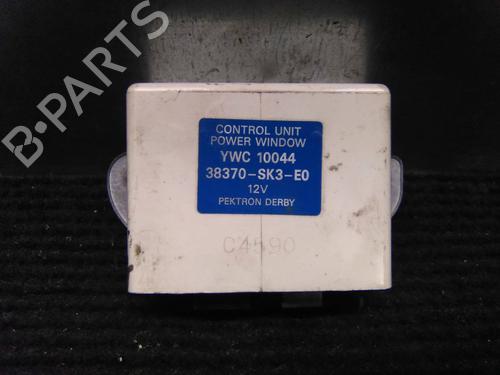 CONTROL UNIT
POWER WINDOW
YWC 10044
38370-SK3-E0
12V
PEKTRON DERBY
C4590
B-PARTS